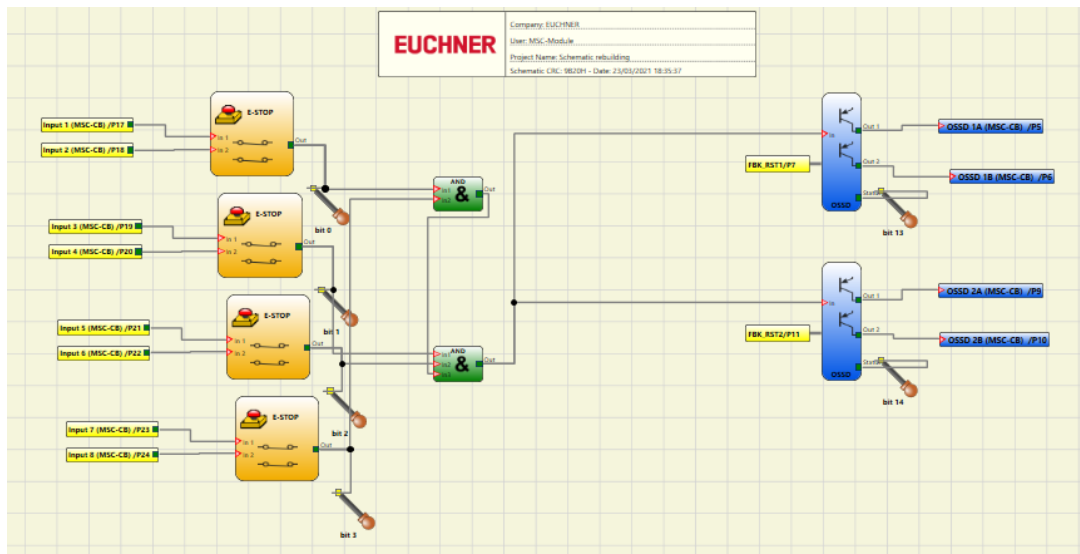 EUCHNER
Company: EUCHNER
User: MSC-Module
Project Name: Schematic rebuilding
Schematic CRC: 9B20H - Date: 23/03/2021 18:35:37
Input 1 (MSC-CB) /P17
Input 2 (MSC-CB) /P18
E-STOP
In 1
In 2
Out
bit 0
Input 3 (MSC-CB) /P19
Input 4 (MSC-CB) /P20
E-STOP
In 1
In 2
Out
bit 1
Input 5 (MSC-CB) /P21
Input 6 (MSC-CB) /P22
E-STOP
In 1
In 2
Out
bit 2
Input 7 (MSC-CB) /P23
Input 8 (MSC-CB) /P24
E-STOP
In 1
In 2
Out
bit 3
AND
&
In1
In2
Out
AND
&
In1
In2
In3
Out
FBK_RST1/P7
In
Out 1
Out 2
OSSD
OSSD 1A (MSC-CB) /P5
OSSD 1B (MSC-CB) /P6
bit 13
FBK_RST2/P11
In
Out 1
Out 2
OSSD
OSSD 2A (MSC-CB) /P9
OSSD 2B (MSC-CB) /P10
bit 14